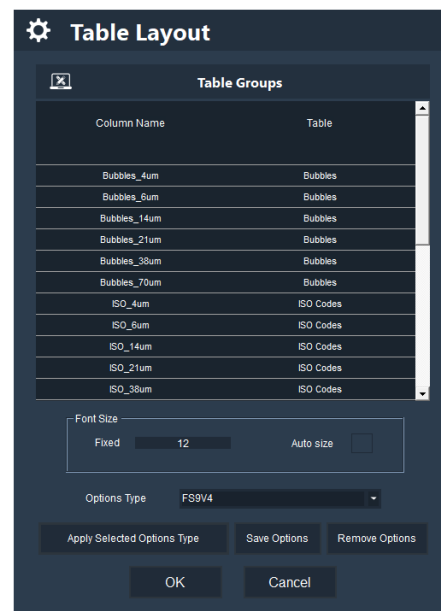 Table Layout
Table Groups
Column Name Table
Bubbles_4um Bubbles
Bubbles_6um Bubbles
Bubbles_14um Bubbles
Bubbles_21um Bubbles
Bubbles_38um Bubbles
Bubbles_70um Bubbles
ISO_4um ISO Codes
ISO_6um ISO Codes
ISO_14um ISO Codes
ISO_21um ISO Codes
ISO_38um ISO Codes
Font Size
Fixed 12 Auto size
Options Type FS9V4
Apply Selected Options Type Save Options Remove Options
OK Cancel